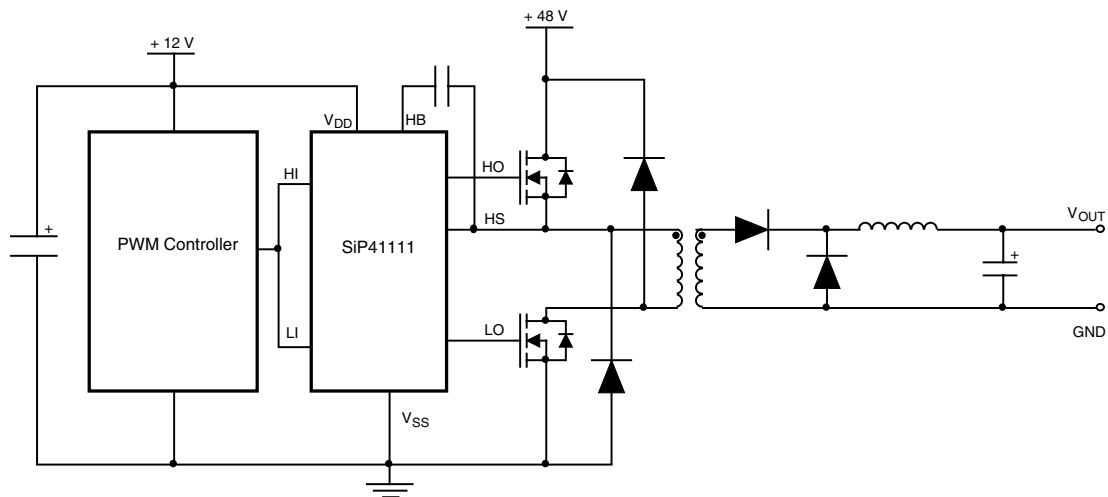 + 48 V
+ 12 V
VDD
HB
HI
HO
HS
VOUT
PWM Controller
SiP41111
+
+
LI
LO
GND
VSS